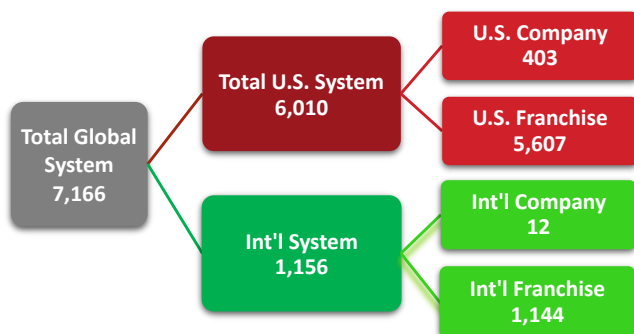 Total Global
System
7,166
Total U.S. System
6,010
Int'l System
1,156
U.S. Company
403
U.S. Franchise
5,607
Int'l Company
12
Int'l Franchise
1,144